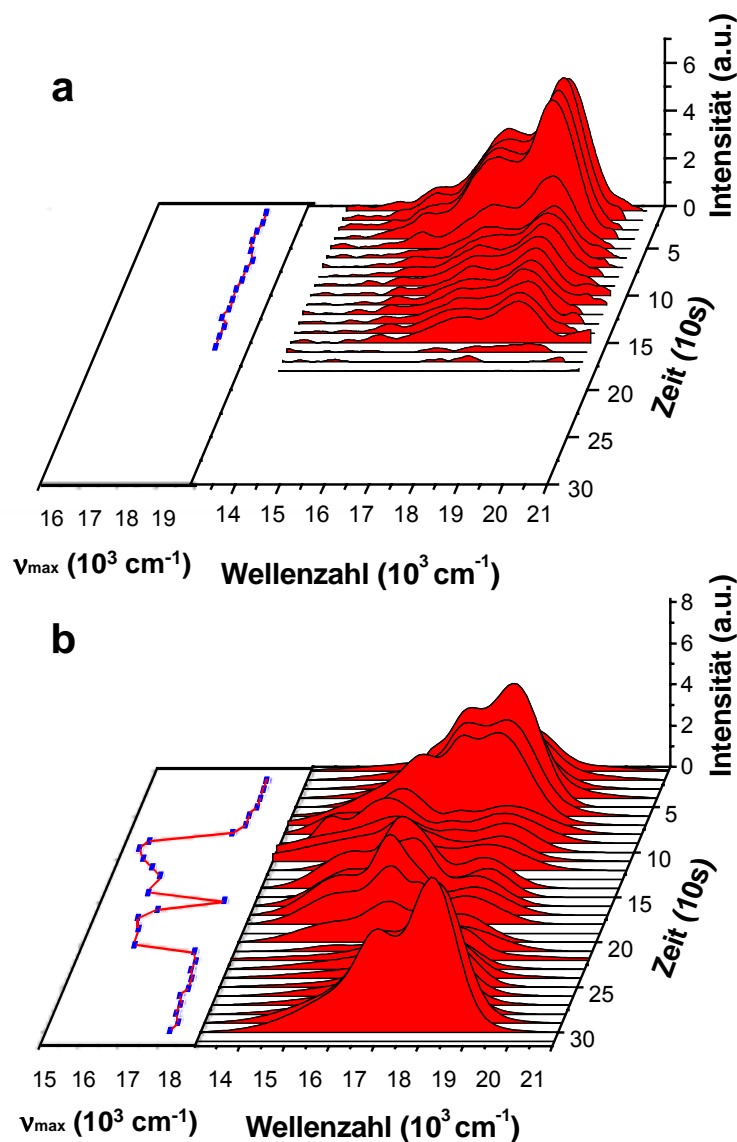 a
Intensität (a.u.)
6
4
2
0
5
10
15
20
25
30
Zeit (10s)
16 17 18 19
14 15 16 17 18 19 20 21
νmax (10³ cm⁻¹)
Wellenzahl (10³ cm⁻¹)
b
Intensität (a.u.)
8
6
4
2
0
5
10
15
20
25
30
Zeit (10s)
15 16 17 18
14 15 16 17 18 19 20 21
νmax (10³ cm⁻¹)
Wellenzahl (10³ cm⁻¹)